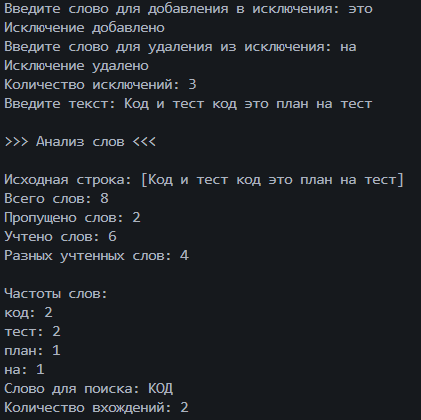 Введите слово для добавления в исключения: это
Исключение добавлено
Введите слово для удаления из исключения: на
Исключение удалено
Количество исключений: 3
Введите текст: Код и тест код это план на тест
>>> Анализ слов <<<
Исходная строка: [Код и тест код это план на тест]
Всего слов: 8
Пропущено слов: 2
Учтено слов: 6
Разных учтенных слов: 4
Частоты слов:
код: 2
тест: 2
план: 1
на: 1
Слово для поиска: КОД
Количество вхождений: 2